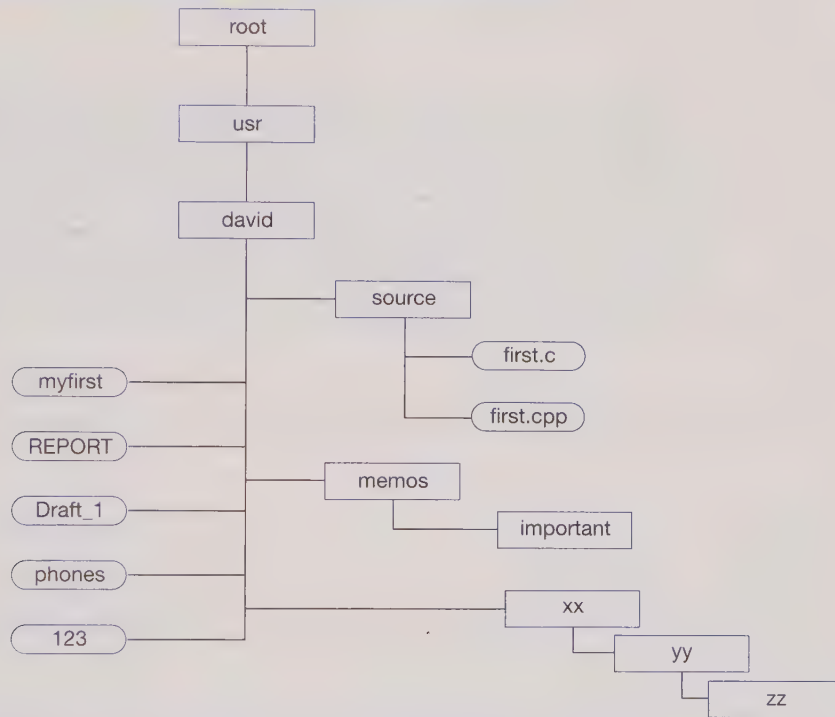 root
usr
david
source
first.c
myfirst
first.cpp
REPORT
memos
Draft_1
important
phones
xx
123
yy
zz